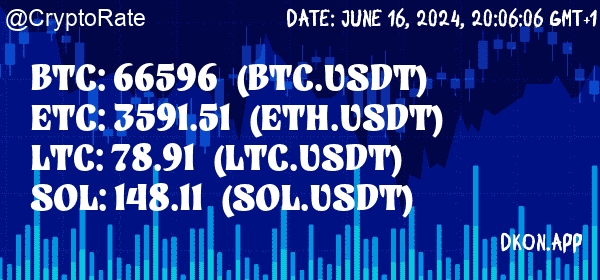 @CryptoRate
DATE: JUNE 16, 2024, 20:06:06 GMT+1
BTC: 66596 (BTC.USDT)
ETC: 3591.51 (ETH.USDT)
LTC: 78.91 (LTC.USDT)
SOL: 148.11 (SOL.USDT)
DKON.APP